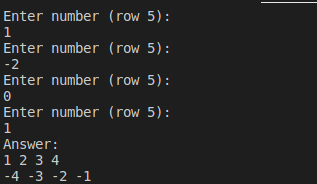 Enter number (row 5):
1
Enter number (row 5):
-2
Enter number (row 5):
0
Enter number (row 5):
1
Answer:
1 2 3 4
-4 -3 -2 -1